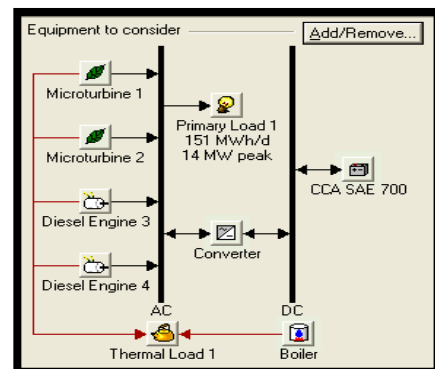 Equipment to consider
Add/Remove...
Microturbine 1
Primary Load 1
151 MWh/d
14 MW peak
Microturbine 2
CCA SAE 700
Diesel Engine 3
Converter
Diesel Engine 4
AC
DC
Thermal Load 1
Boiler